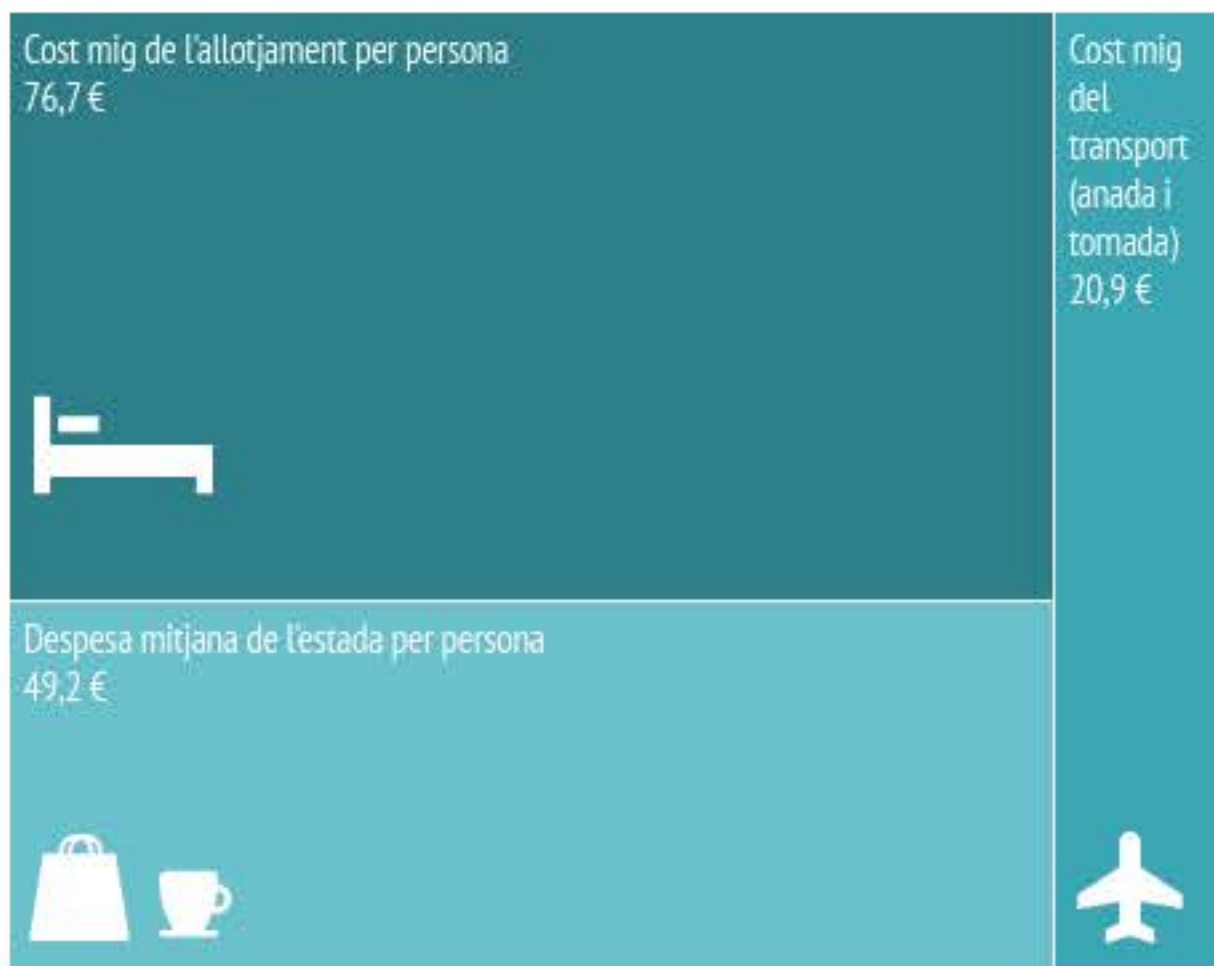 Cost mig de l'allotjament per persona
76,7 €
Cost mig
del
transport
(anada i
tornada)
20,9 €
Despesa mitjana de l'estada per persona
49,2 €